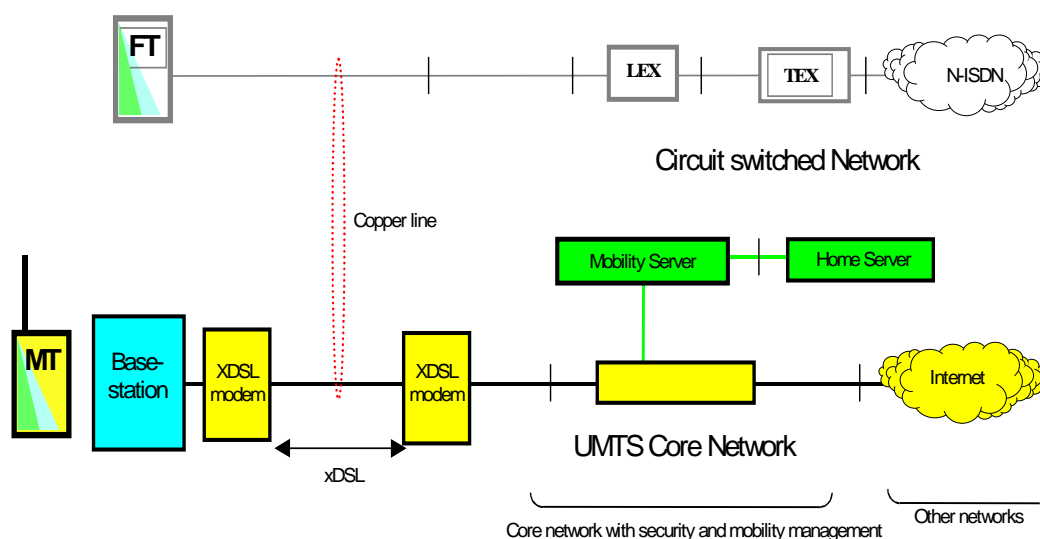 FT
LEX
TEX
N-ISDN
Circuit switched Network
Copper line
Mobility Server
Home Server
MT
Base-
station
XDSL
modem
XDSL
modem
Internet
UMTS Core Network
xDSL
Core network with security and mobility management
Other networks